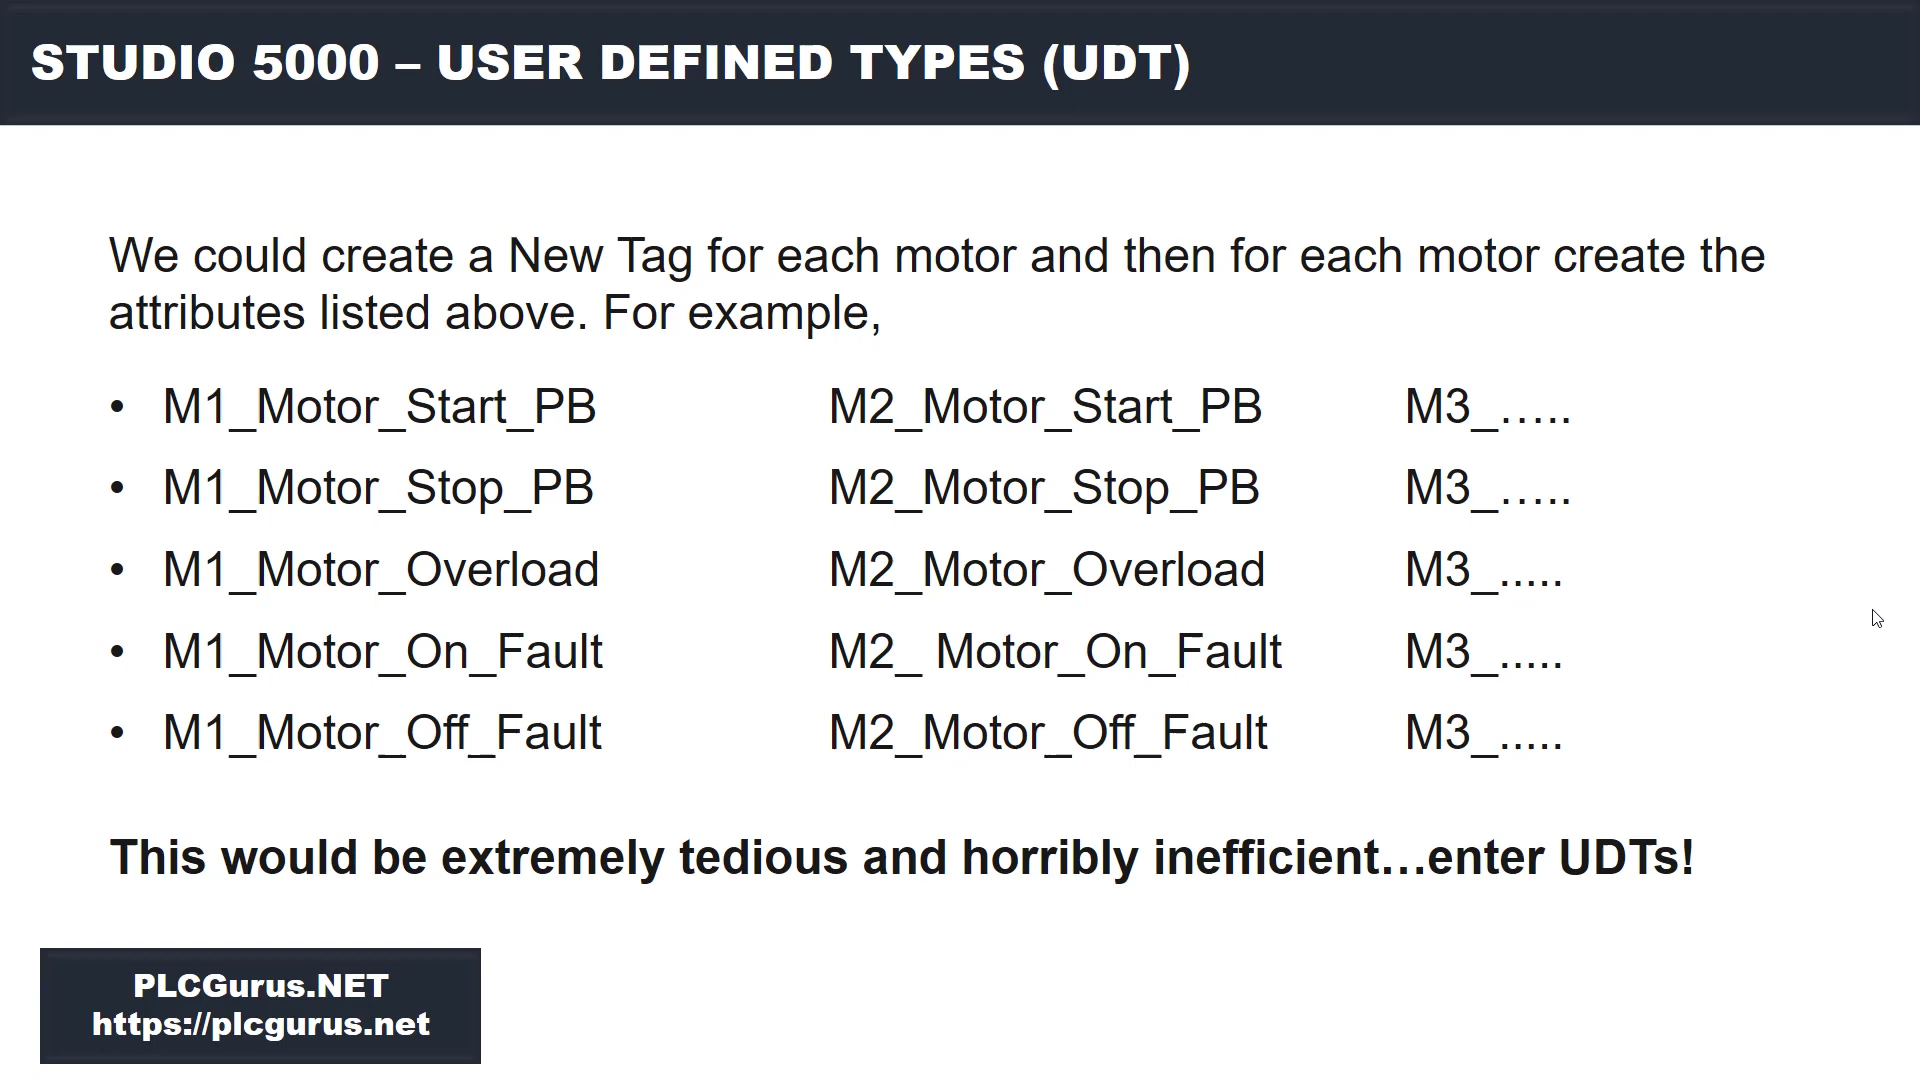 STUDIO 5000 – USER DEFINED TYPES (UDT)
We could create a New Tag for each motor and then for each motor create the
attributes listed above. For example,
• M1_Motor_Start_PB M2_Motor_Start_PB M3_…..
• M1_Motor_Stop_PB M2_Motor_Stop_PB M3_…..
• M1_Motor_Overload M2_Motor_Overload M3_.....
• M1_Motor_On_Fault M2_ Motor_On_Fault M3_.....
• M1_Motor_Off_Fault M2_Motor_Off_Fault M3_.....
This would be extremely tedious and horribly inefficient…enter UDTs!
PLCGurus.NET
https://plcgurus.net